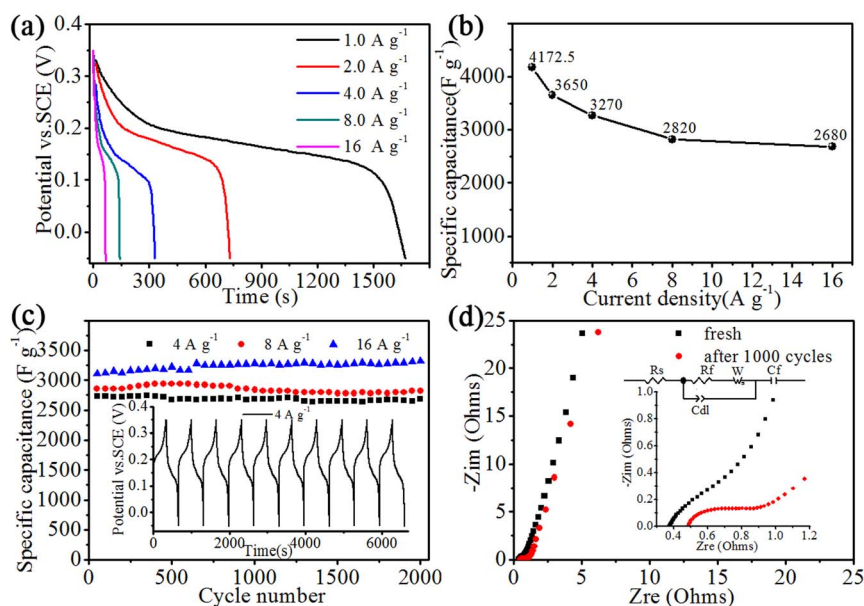 (a)
1.0 A g-1
2.0 A g-1
4.0 A g-1
8.0 A g-1
16 A g-1
Potential vs.SCE (V)
0.4
0.3
0.2
0.1
0.0
0 300 600 900 1200 1500
Time (s)
(b)
4172.5
3650
3270
2820
2680
Specific capacitance(F g-1)
4000
3000
2000
1000
0 2 4 6 8 10 12 14 16
Current density(A g-1)
(c)
4 A g-1 8 A g-1 16 A g-1
Specific capacitance (F g-1)
3500
3000
2500
2000
1500
1000
500
0
0 500 1000 1500 2000
Cycle number
4 A g-1
Potential vs.SCE (V)
0.4
0.3
0.2
0.1
0.0
0 2000 4000 6000
Time(s)
(d)
fresh
after 1000 cycles
-Zim (Ohms)
25
20
15
10
5
0
0 5 10 15 20 25
Zre (Ohms)
Rs Rf W Cf
Cdl
-Zim (Ohms)
1.0
0.8
0.6
0.4
0.2
0.0
0.4 0.6 0.8 1.0 1.2
Zre (Ohms)